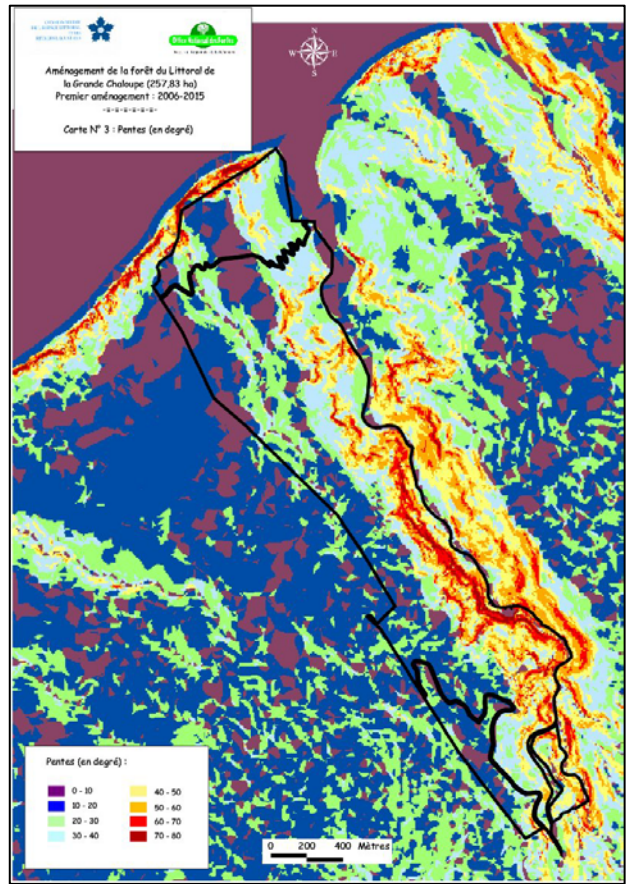 Aménagement de la forêt du Littoral de
la Grande Chaloupe (257,83 ha)
Premier aménagement : 2006-2015
-=-=-=-=-=-=-
Carte N° 3 : Pentes (en degré)
N
W E
S
Pentes (en degré) :
0 - 10
10 - 20
20 - 30
30 - 40
40 - 50
50 - 60
60 - 70
70 - 80
0 200 400 Mètres